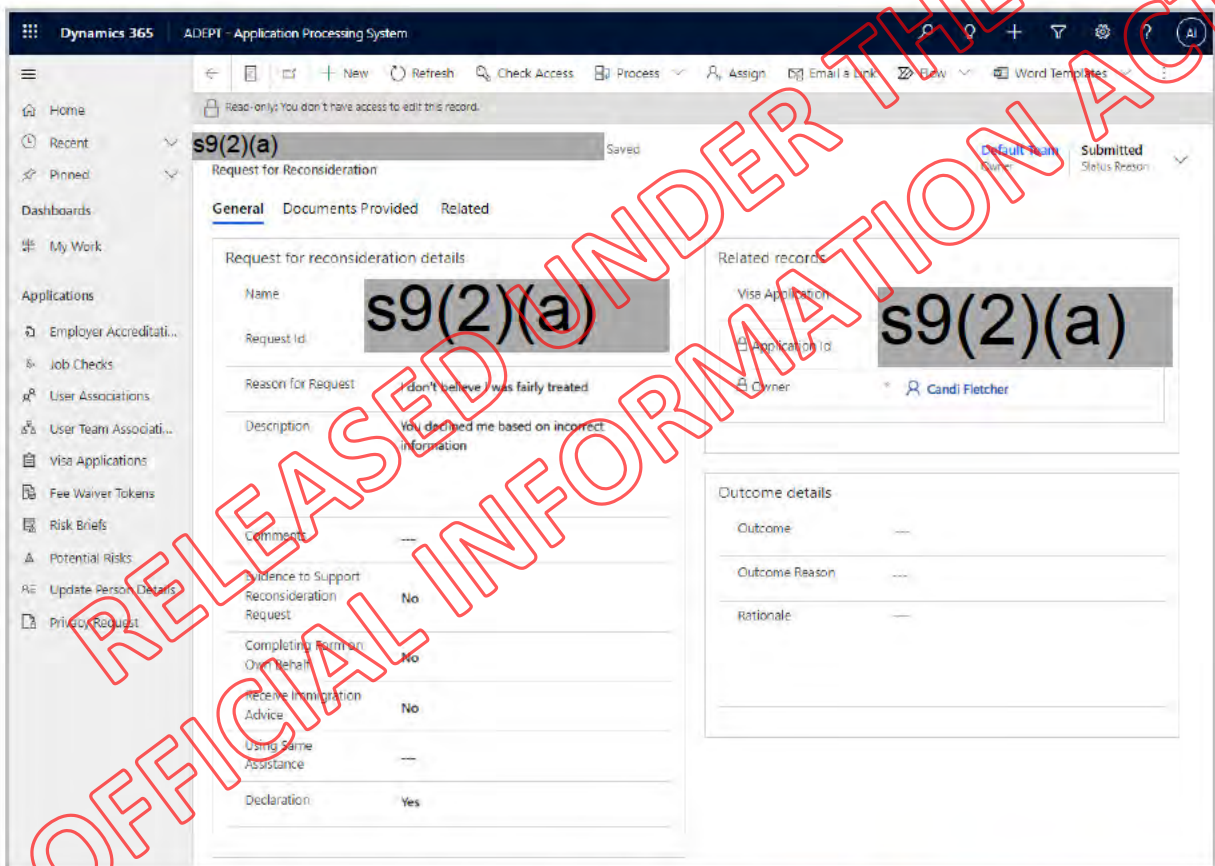 Dynamics 365 ADEPT - Application Processing System ? AI
New Refresh Check Access Process Assign Email a Link Flow Word Templates
Read-only: You don't have access to edit this record.
Home
Recent
Pinned
Dashboards
My Work
Applications
Employer Accreditati...
Job Checks
User Associations
User Team Associati...
Visa Applications
Fee Waiver Tokens
Risk Briefs
Potential Risks
Update Person Details
Privacy Request
s9(2)(a) Saved
Request for Reconsideration
Default Team
Owner
Submitted
Status Reason
General Documents Provided Related
Request for reconsideration details
Name
s9(2)(a)
Request Id
Reason for Request I don't believe I was fairly treated
Description You declined me based on incorrect
information
Comments ---
Evidence to Support
Reconsideration No
Request
Completing Form on
Own Behalf No
Receive Immigration
Advice No
Using Same
Assistance ---
Declaration Yes
Related records
Visa Application
s9(2)(a)
Application Id
Owner * Candi Fletcher
Outcome details
Outcome ---
Outcome Reason ---
Rationale ---
RELEASED UNDER THE
OFFICIAL INFORMATION ACT